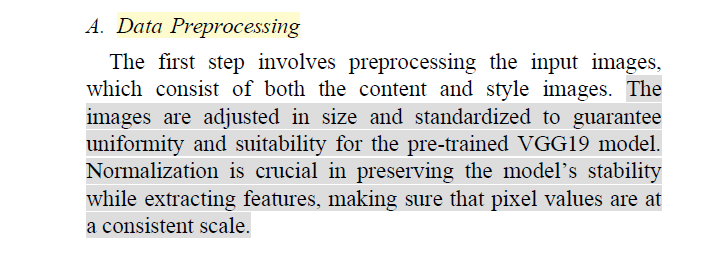 A. Data Preprocessing
The first step involves preprocessing the input images,
which consist of both the content and style images. The
images are adjusted in size and standardized to guarantee
uniformity and suitability for the pre-trained VGG19 model.
Normalization is crucial in preserving the model’s stability
while extracting features, making sure that pixel values are at
a consistent scale.